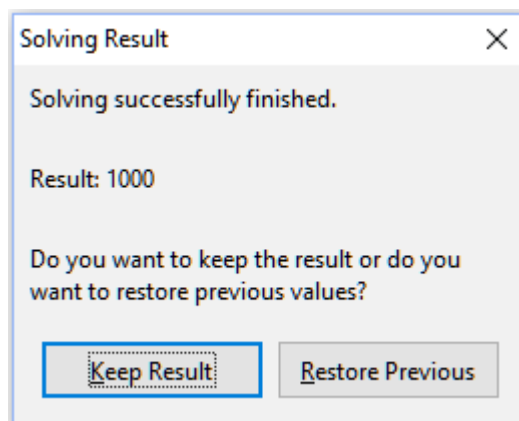 Solving Result
Solving successfully finished.
Result: 1000
Do you want to keep the result or do you
want to restore previous values?
Keep Result
Restore Previous